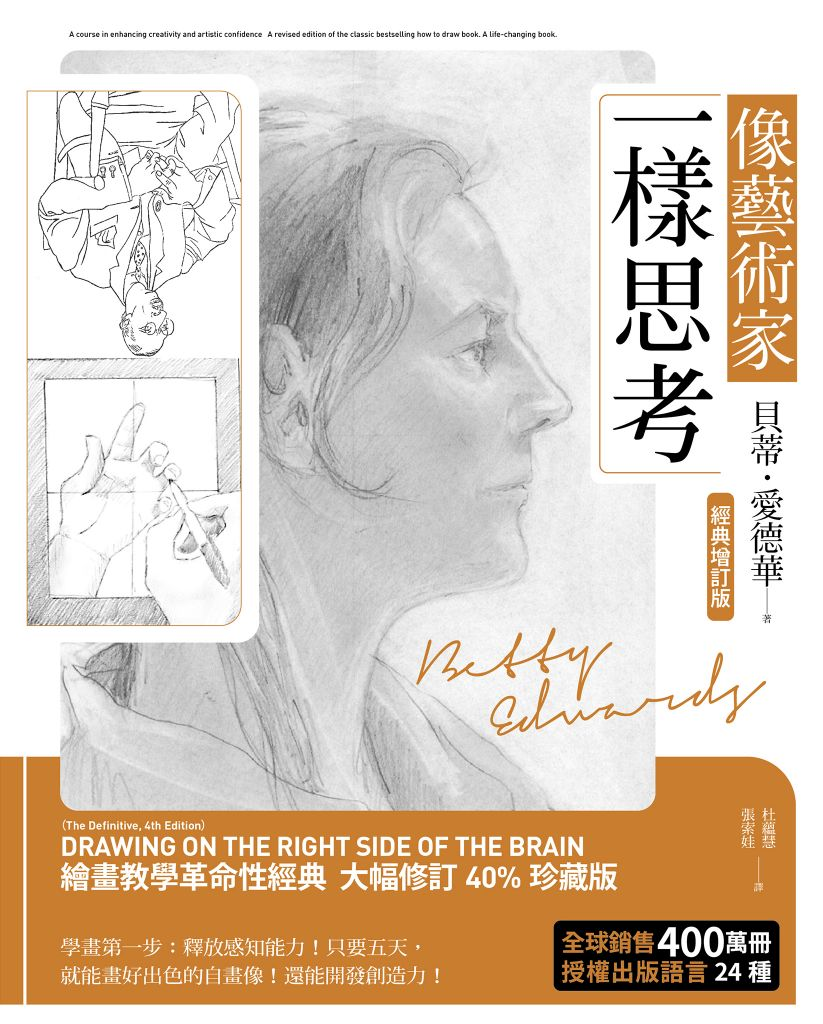 A course in enhancing creativity and artistic confidence   A revised edition of the classic bestselling how to draw book. A life-changing book.
像藝術家
一樣思考
貝蒂・愛德華——著
經典增訂版
Betty
Edwards
(The Definitive, 4th Edition)
DRAWING ON THE RIGHT SIDE OF THE BRAIN
繪畫教學革命性經典 大幅修訂 40% 珍藏版
杜蘊慧
張索娃
——譯
學畫第一步：釋放感知能力！只要五天，
就能畫好出色的自畫像！還能開發創造力！
全球銷售400萬冊
授權出版語言 24 種